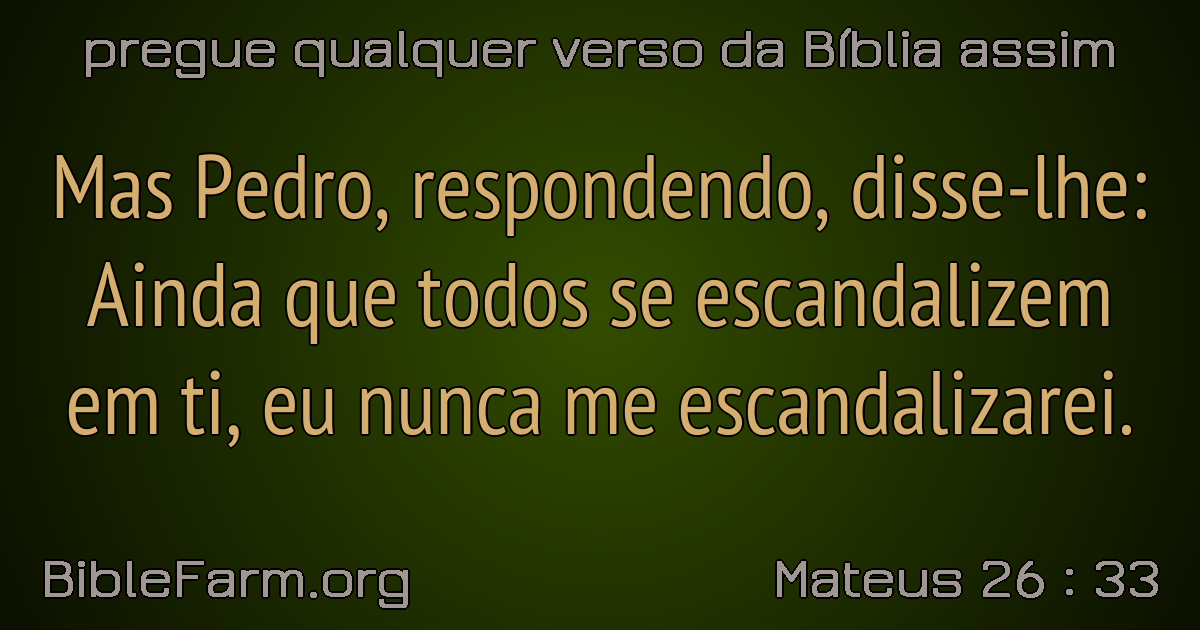 pregue qualquer verso da Bíblia assim
Mas Pedro, respondendo, disse-lhe:
Ainda que todos se escandalizem
em ti, eu nunca me escandalizarei.
BibleFarm.org
Mateus 26 : 33